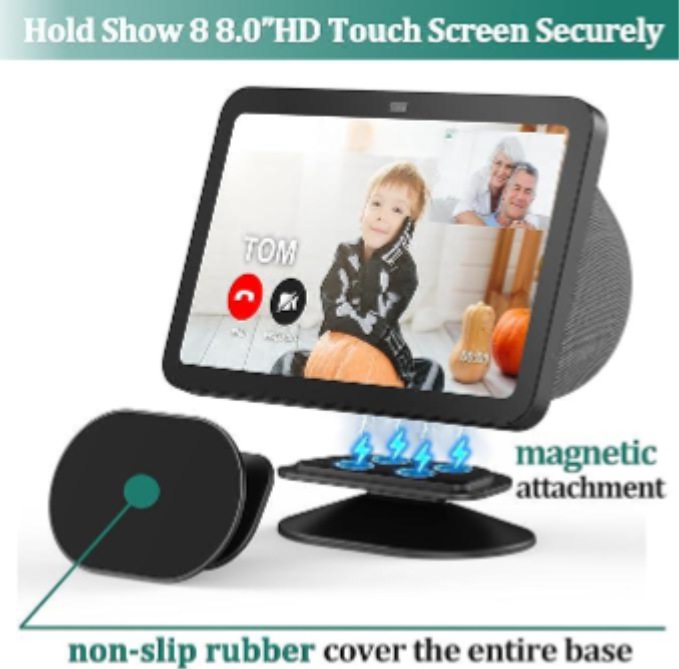 Hold Show 8 8.0"HD Touch Screen Securely
TOM
magnetic
attachment
non-slip rubber cover the entire base